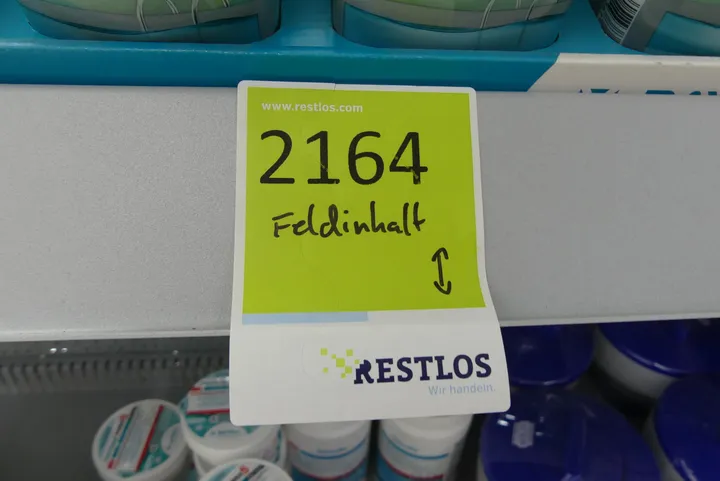 www.restlos.com
2164
Feldinhalt
RESTLOS
Wir handeln.